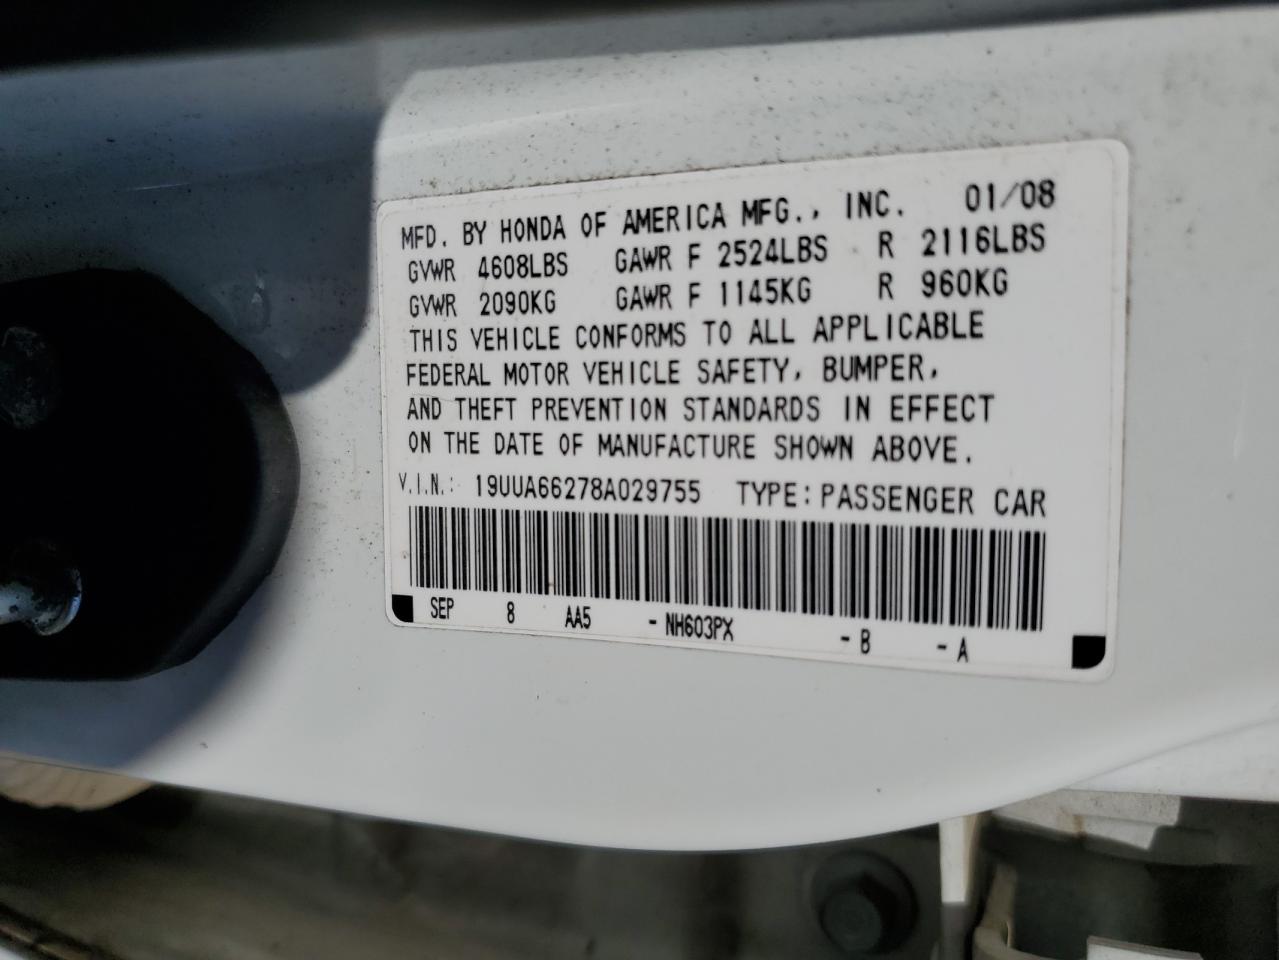 MFD. BY HONDA OF AMERICA MFG., INC. 01/08
GVWR 4608LBS GAWR F 2524LBS R 2116LBS
GVWR 2090KG GAWR F 1145KG R 960KG
THIS VEHICLE CONFORMS TO ALL APPLICABLE
FEDERAL MOTOR VEHICLE SAFETY, BUMPER,
AND THEFT PREVENTION STANDARDS IN EFFECT
ON THE DATE OF MANUFACTURE SHOWN ABOVE.
V.I.N.: 19UUA66278A029755 TYPE: PASSENGER CAR
SEP 8 AA5 -NH603PX -B -A